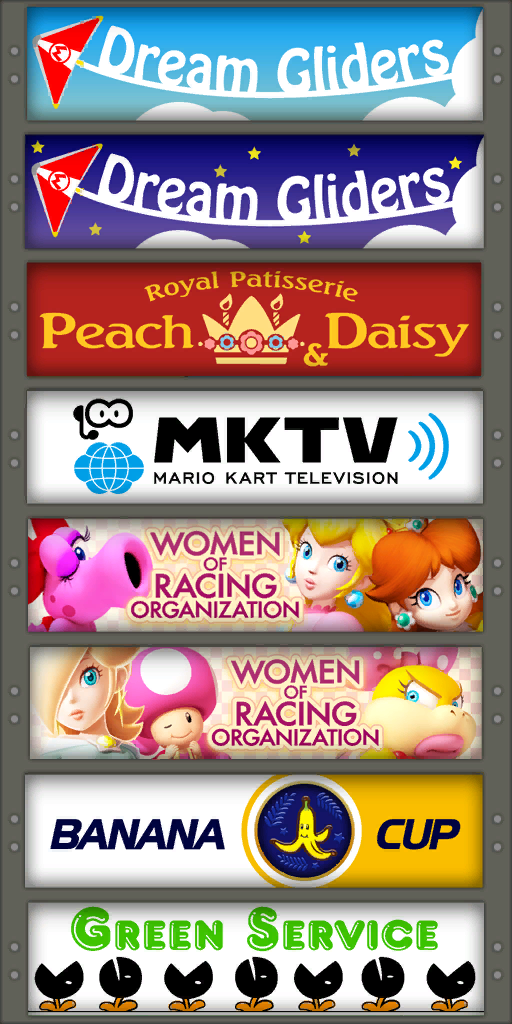 M
Dream Gliders
M
Dream Gliders
Royal Patisserie
Peach & Daisy
MKTV
MARIO KART TELEVISION
WOMEN
OF
RACING
ORGANIZATION
WOMEN
OF
RACING
ORGANIZATION
BANANA CUP
GREEN SERVICE